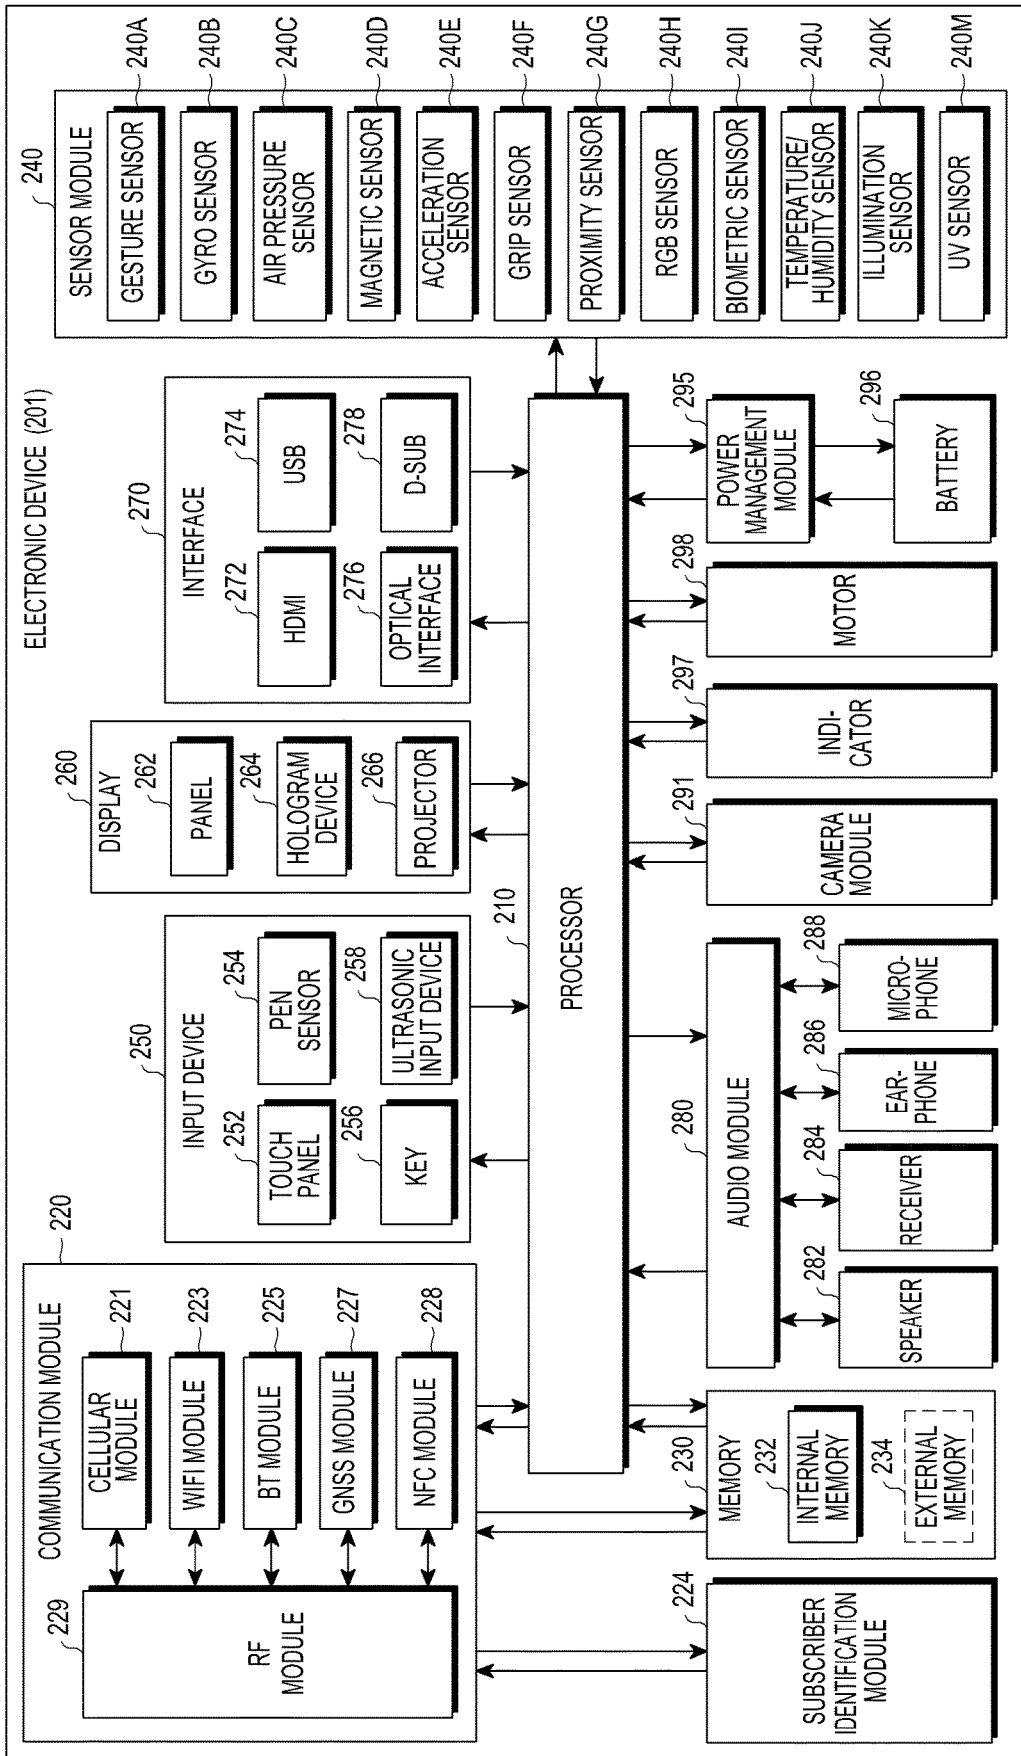 ELECTRONIC DEVICE (201)
220
COMMUNICATION MODULE
229
RF
MODULE
CELLULAR
MODULE
221
WIFI MODULE
223
BT MODULE
225
GNSS MODULE
227
NFC MODULE
228
250
INPUT DEVICE
252
TOUCH
PANEL
254
PEN
SENSOR
256
KEY
258
ULTRASONIC
INPUT DEVICE
260
DISPLAY
262
PANEL
264
HOLOGRAM
DEVICE
266
PROJECTOR
270
INTERFACE
272
HDMI
274
USB
276
OPTICAL
INTERFACE
278
D-SUB
240
SENSOR MODULE
GESTURE SENSOR
240A
GYRO SENSOR
240B
AIR PRESSURE
SENSOR
240C
MAGNETIC SENSOR
240D
ACCELERATION
SENSOR
240E
GRIP SENSOR
240F
PROXIMITY SENSOR
240G
RGB SENSOR
240H
BIOMETRIC SENSOR
240I
TEMPERATURE/
HUMIDITY SENSOR
240J
ILLUMINATION
SENSOR
240K
UV SENSOR
240M
210
PROCESSOR
224
SUBSCRIBER
IDENTIFICATION
MODULE
230
MEMORY
232
INTERNAL
MEMORY
234
EXTERNAL
MEMORY
280
AUDIO MODULE
282
SPEAKER
284
RECEIVER
286
EAR-
PHONE
288
MICRO-
PHONE
291
CAMERA
MODULE
297
INDI-
CATOR
298
MOTOR
295
POWER
MANAGEMENT
MODULE
296
BATTERY